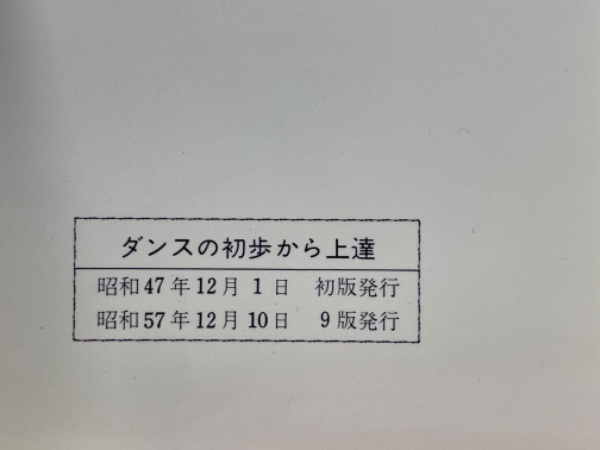 ダンスの初歩から上達
昭和47年12月1日 初版発行
昭和57年12月10日 9版発行